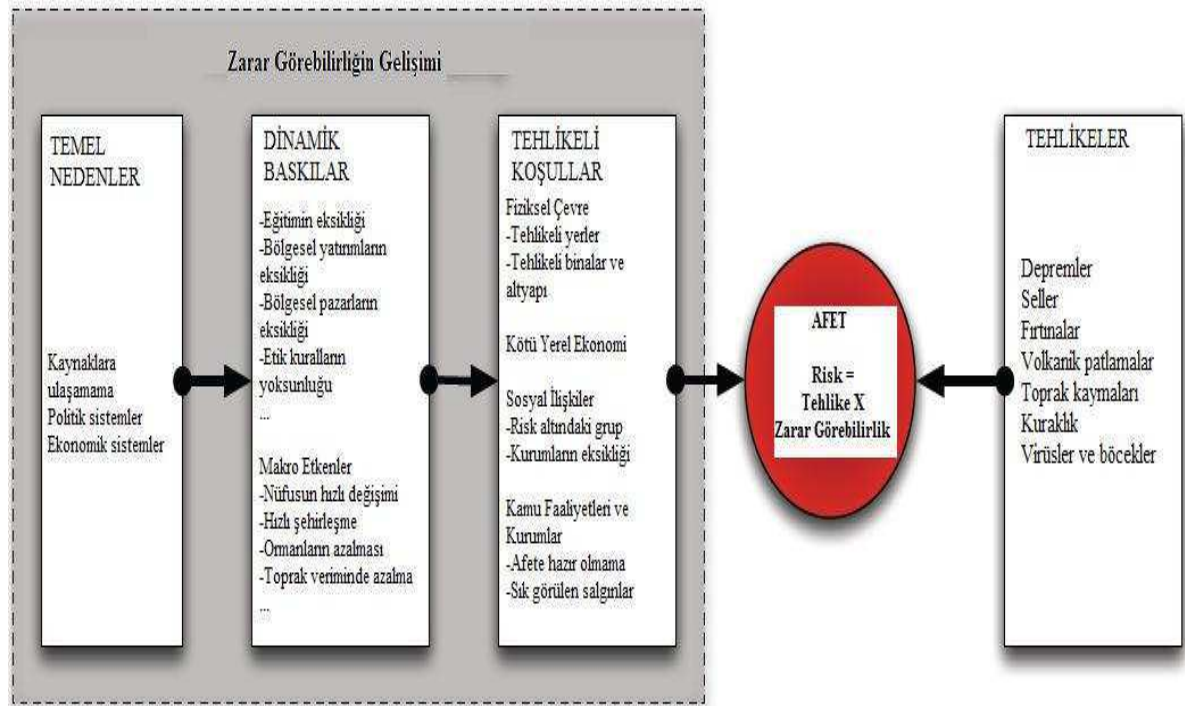 Zarar Görebilirliğin Gelişimi
TEMEL
NEDENLER
Kaynaklara
ulaşamama
Politik sistemler
Ekonomik sistemler
DİNAMİK
BASKILAR
-Eğitimin eksikliği
-Bölgesel yatırımların
eksikliği
-Bölgesel pazarların
eksikliği
-Etik kuralların
yoksunluğu
...
Makro Etkenler
-Nüfusun hızlı değişimi
-Hızlı şehirleşme
-Ormanların azalması
-Toprak veriminde azalma
...
TEHLİKELİ
KOŞULLAR
Fiziksel Çevre
-Tehlikeli yerler
-Tehlikeli binalar ve
altyapı
Kötü Yerel Ekonomi
Sosyal İlişkiler
-Risk altındaki grup
-Kurumların eksikliği
Kamu Faaliyetleri ve
Kurumlar
-Afete hazır olmama
-Sık görülen salgınlar
AFET
Risk =
Tehlike X
Zarar Görebilirlik
TEHLİKELER
Depremler
Seller
Fırtınalar
Volkanik patlamalar
Toprak kaymaları
Kuraklık
Virüsler ve böcekler